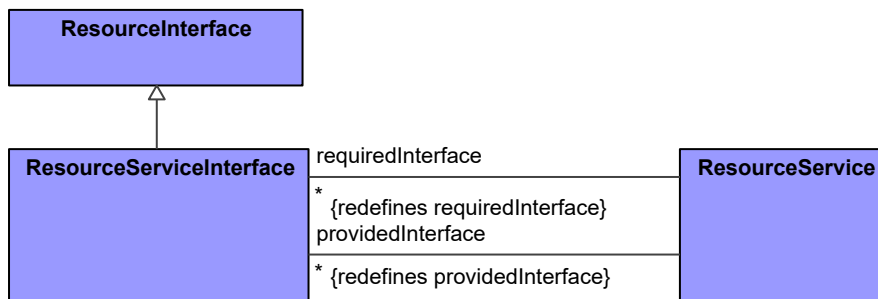 ResourceInterface
ResourceServiceInterface
requiredInterface
ResourceService
*
{redefines requiredInterface}
providedInterface
* {redefines providedInterface}